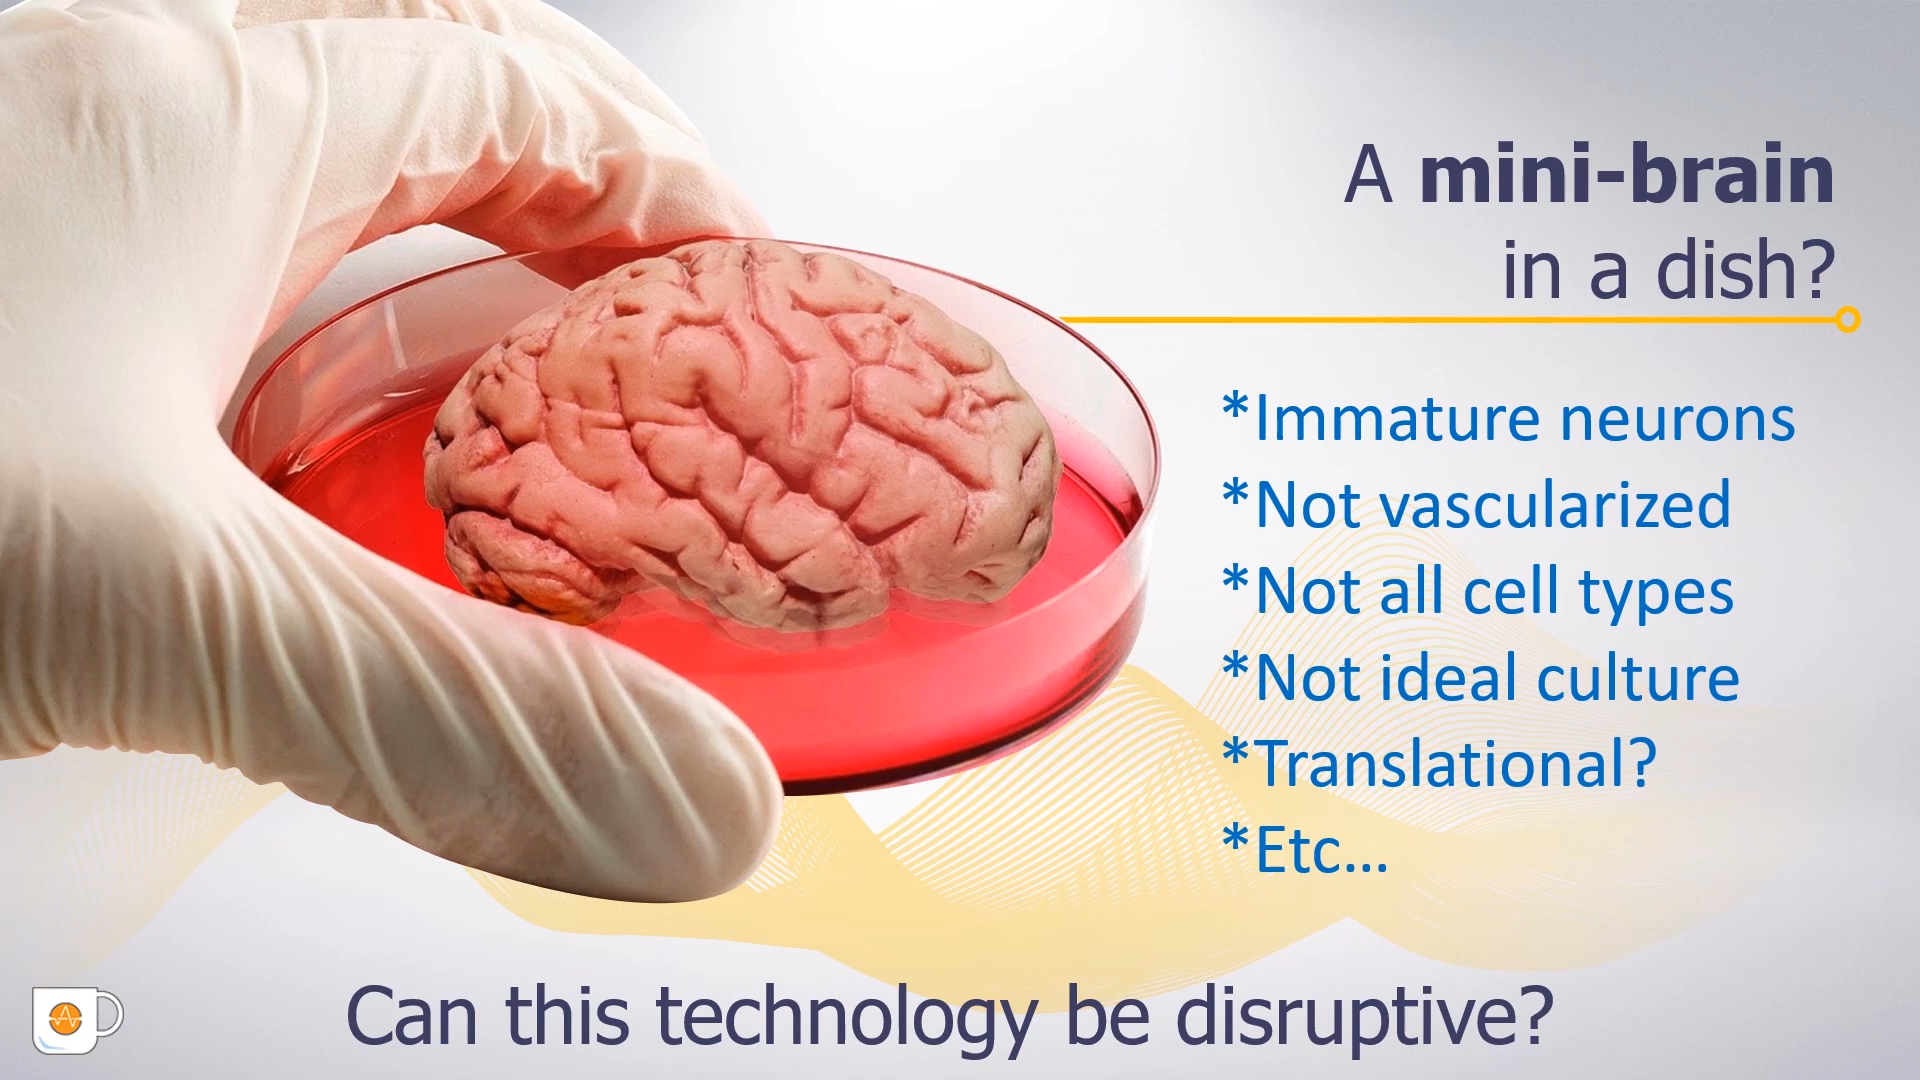 A mini-brain
in a dish?
*Immature neurons
*Not vascularized
*Not all cell types
*Not ideal culture
*Translational?
*Etc...
Can this technology be disruptive?